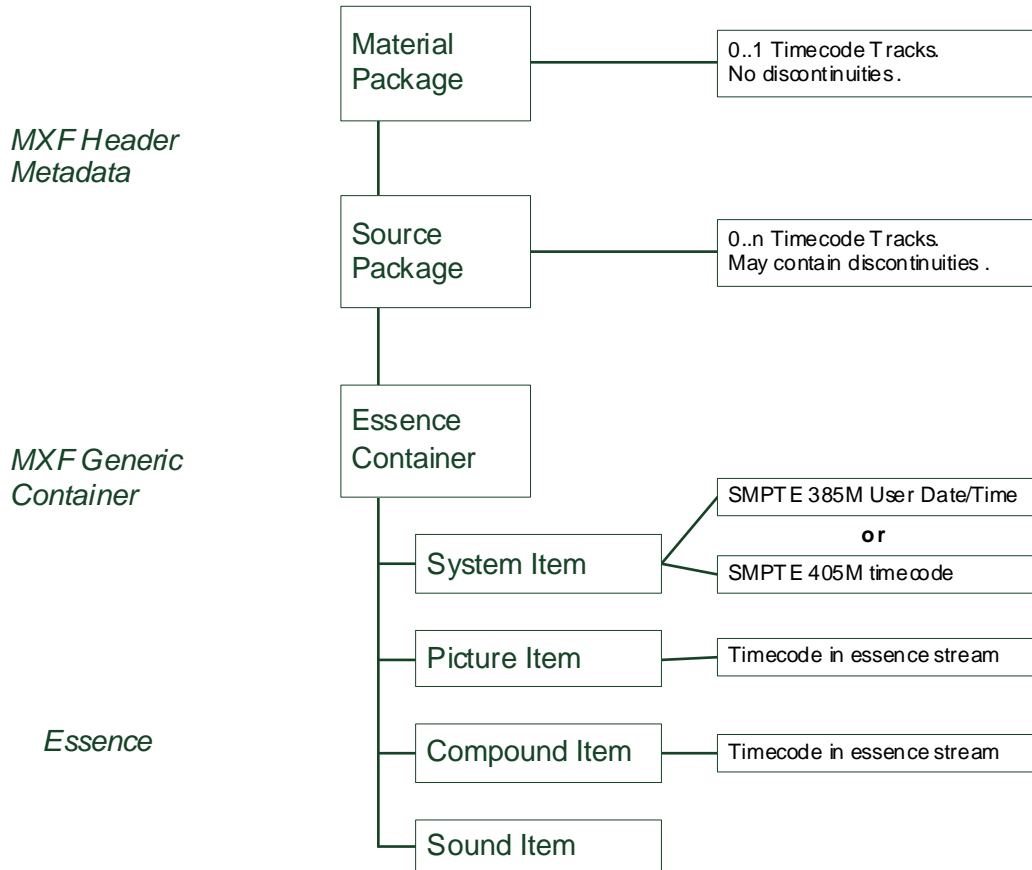 Material
Package
0..1 Timecode Tracks.
No discontinuities .
MXF Header
Metadata
Source
Package
0..n Timecode Tracks.
May contain discontinuities .
Essence
Container
MXF Generic
Container
SMPTE 385M User Date/Time
or
System Item
SMPTE 405M timecode
Picture Item
Timecode in essence stream
Essence
Compound Item
Timecode in essence stream
Sound Item